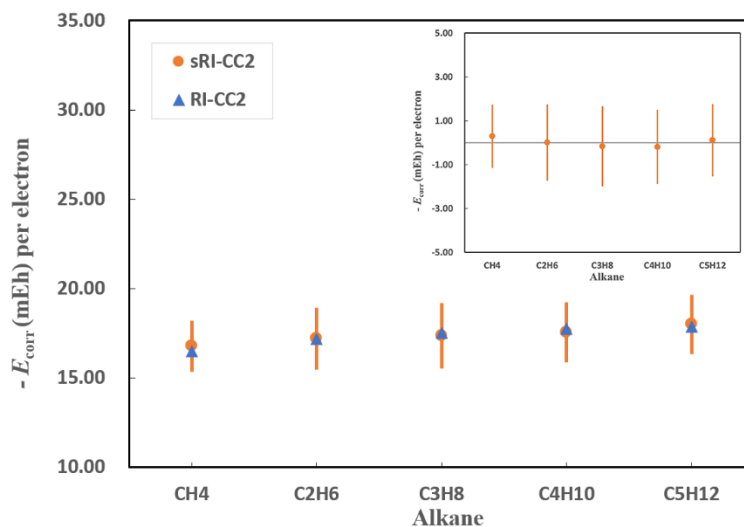 35.00
30.00
25.00
20.00
15.00
10.00
- Ecorr (mEh) per electron
sRI-CC2
RI-CC2
CH4 C2H6 C3H8 C4H10 C5H12
Alkane
5.00
3.00
1.00
-1.00
-3.00
-5.00
- Ecorr (mEh) per electron
CH4 C2H6 C3H8 C4H10 C5H12
Alkane